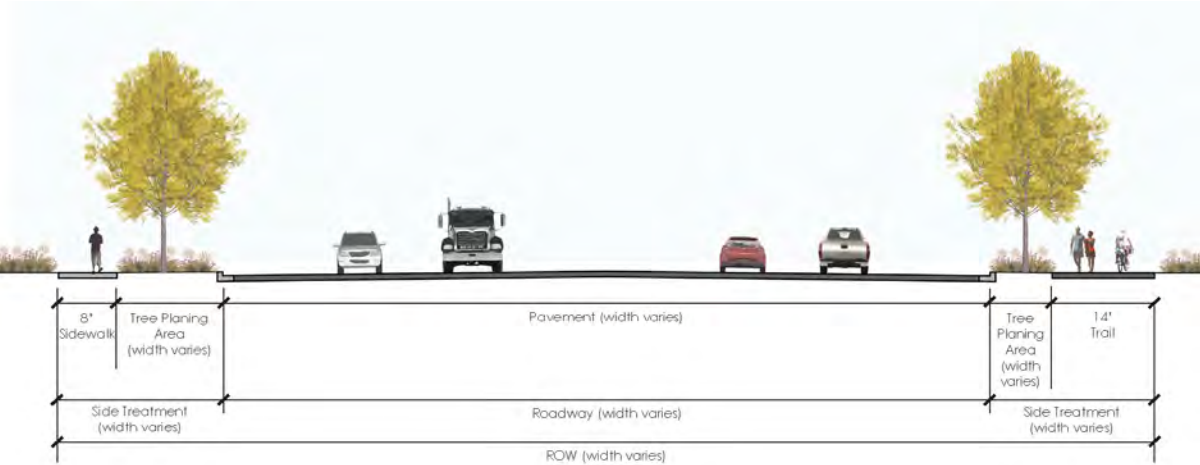 8'
Sidewalk
Tree Planing
Area
(width varies)
Pavement (width varies)
Tree
Planing
Area
(width
varies)
14'
Trail
Side Treatment
(width varies)
Roadway (width varies)
Side Treatment
(width varies)
ROW (width varies)